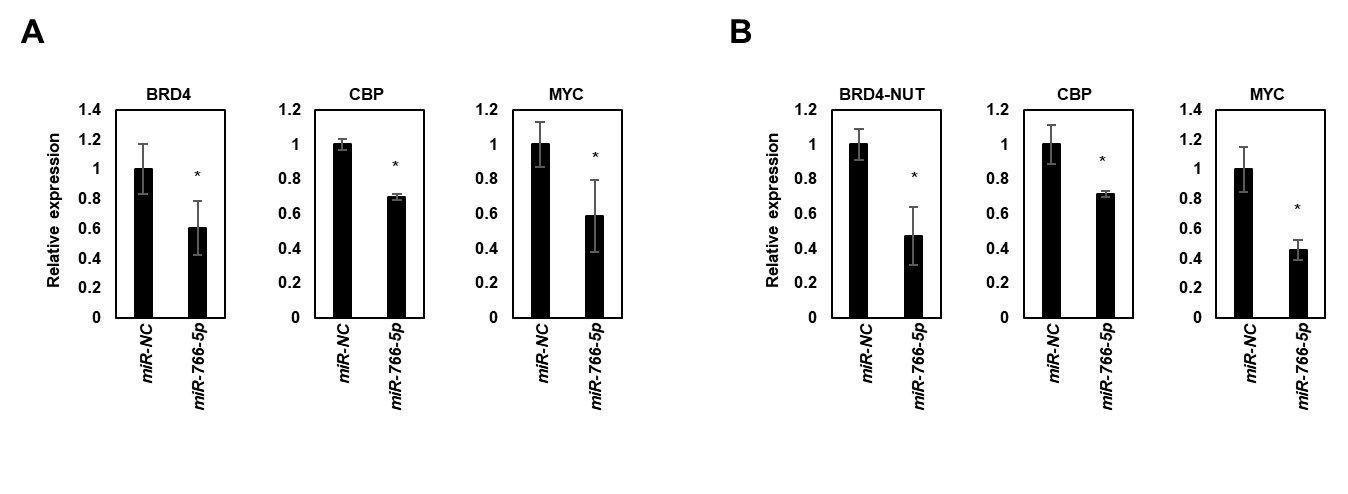 A
B
BRD4
CBP
MYC
BRD4-NUT
CBP
MYC
Relative expression
1.4
1.2
1
0.8
0.6
0.4
0.2
0
*
miR-NC
miR-766-5p
1.2
1
0.8
0.6
0.4
0.2
0
*
miR-NC
miR-766-5p
1.2
1
0.8
0.6
0.4
0.2
0
*
miR-NC
miR-766-5p
Relative expression
1.2
1
0.8
0.6
0.4
0.2
0
*
miR-NC
miR-766-5p
1.2
1
0.8
0.6
0.4
0.2
0
*
miR-NC
miR-766-5p
1.4
1.2
1
0.8
0.6
0.4
0.2
0
*
miR-NC
miR-766-5p